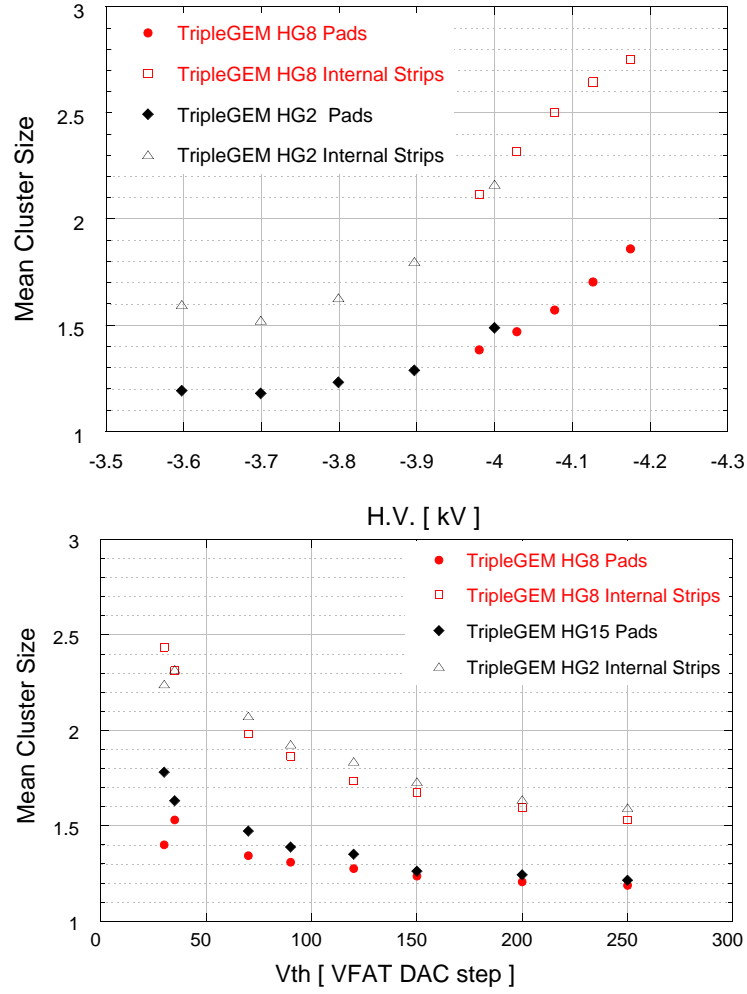 3
TripleGEM HG8 Pads
TripleGEM HG8 Internal Strips
2.5
TripleGEM HG2 Pads
TripleGEM HG2 Internal Strips
Mean Cluster Size
2
1.5
1
-3.5 -3.6 -3.7 -3.8 -3.9 -4 -4.1 -4.2 -4.3
H.V. [ kV ]
3
TripleGEM HG8 Pads
TripleGEM HG8 Internal Strips
2.5
TripleGEM HG15 Pads
TripleGEM HG2 Internal Strips
Mean Cluster Size
2
1.5
1
0 50 100 150 200 250 300
Vth [ VFAT DAC step ]